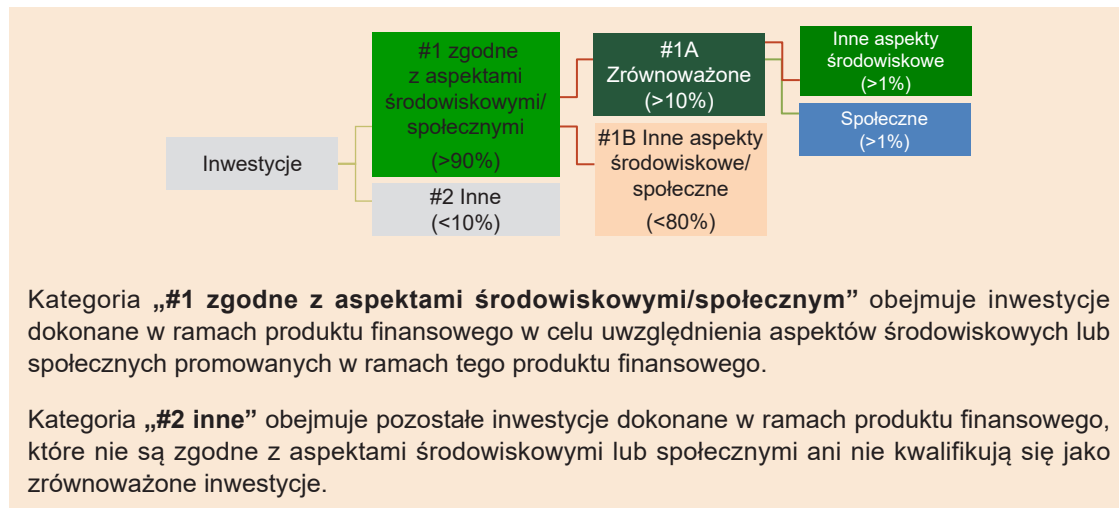 Inwestycje
#1 zgodne
z aspektami
środowiskowymi/
społecznymi
(>90%)
#2 Inne
(<10%)
#1A
Zrównoważone
(>10%)
#1B Inne aspekty
środowiskowe/
społeczne
(<80%)
Inne aspekty
środowiskowe
(>1%)
Społeczne
(>1%)
Kategoria „#1 zgodne z aspektami środowiskowymi/społecznym” obejmuje inwestycje
dokonane w ramach produktu finansowego w celu uwzględnienia aspektów środowiskowych lub
społecznych promowanych w ramach tego produktu finansowego.
Kategoria „#2 inne” obejmuje pozostałe inwestycje dokonane w ramach produktu finansowego,
które nie są zgodne z aspektami środowiskowymi lub społecznymi ani nie kwalifikują się jako
zrównoważone inwestycje.